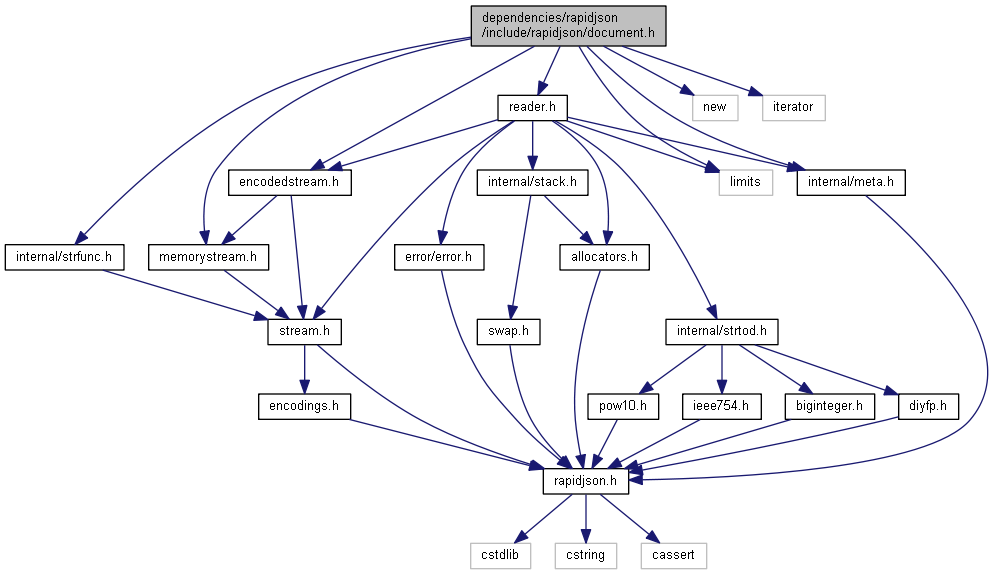 dependencies/rapidjson
/include/rapidjson/document.h
reader.h
new
iterator
encodedstream.h
internal/stack.h
limits
internal/meta.h
internal/strfunc.h
memorystream.h
error/error.h
allocators.h
stream.h
swap.h
internal/strtod.h
encodings.h
pow10.h
ieee754.h
biginteger.h
diyfp.h
rapidjson.h
cstdlib
cstring
cassert